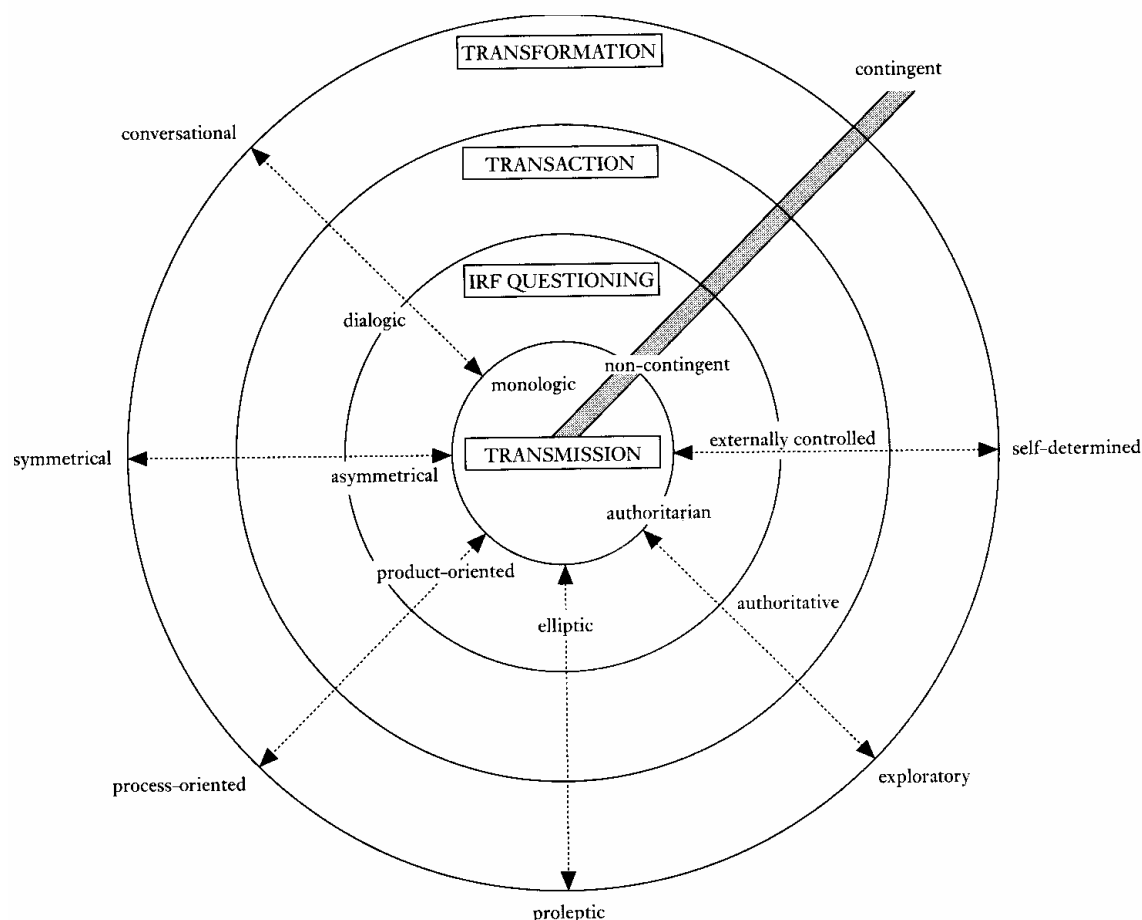 TRANSFORMATION
contingent
conversational
TRANSACTION
IRF QUESTIONING
dialogic
non-contingent
monologic
externally controlled
symmetrical
TRANSMISSION
self-determined
asymmetrical
authoritarian
product-oriented
authoritative
elliptic
process-oriented
exploratory
proleptic